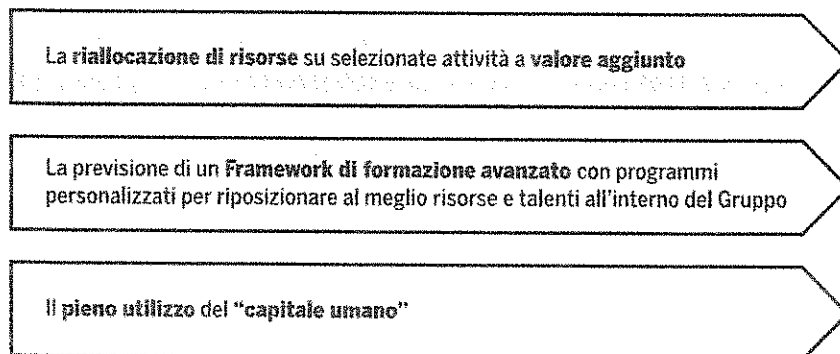 La riallocazione di risorse su selezionate attività a valore aggiunto
La previsione di un Framework di formazione avanzato con programmi
personalizzati per riposizionare al meglio risorse e talenti all'interno del Gruppo
Il pieno utilizzo del "capitale umano"